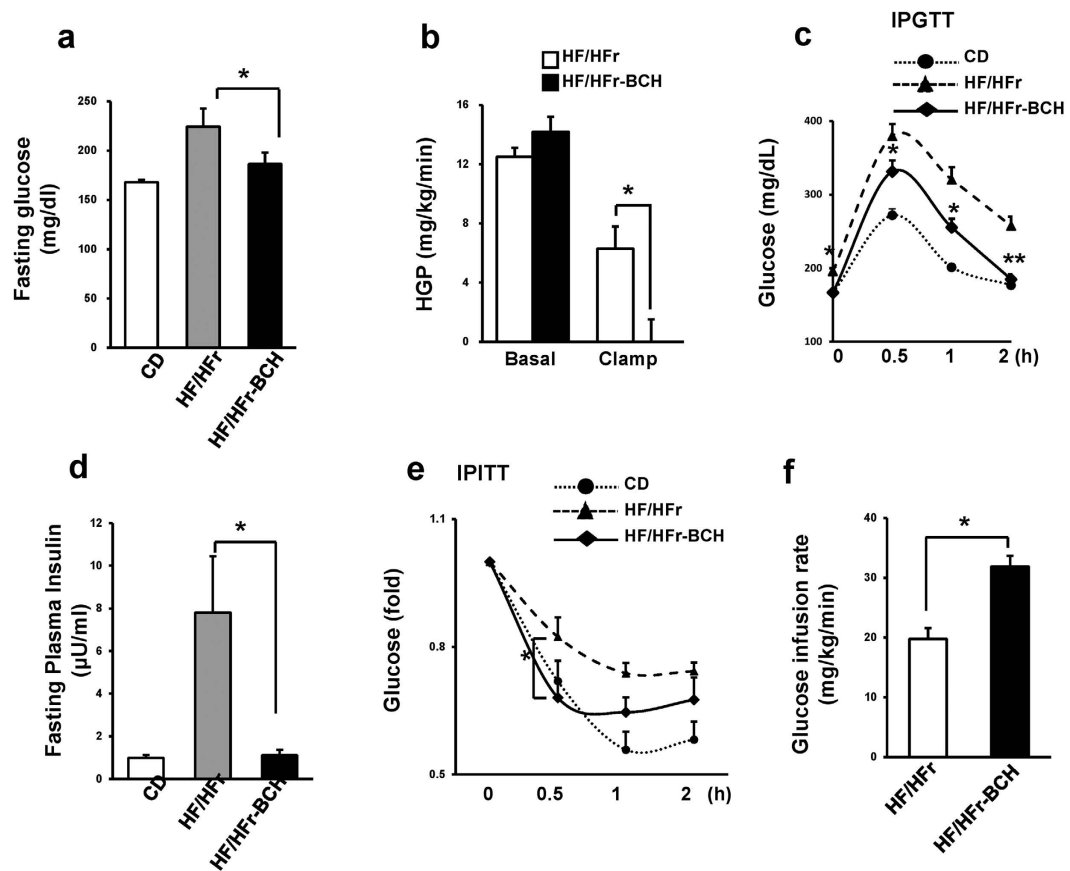 a
*
Fasting glucose
(mg/dl)
250
200
150
100
50
0
CD
HF/HFr
HF/HFr-BCH
b
HF/HFr
HF/HFr-BCH
HGP (mg/kg/min)
16
12
8
4
0
*
Basal
Clamp
IPGTT
c
CD
HF/HFr
HF/HFr-BCH
Glucose (mg/dL)
400
300
200
100
*
*
*
**
0
0.5
1
2 (h)
d
*
Fasting Plasma Insulin
(µU/ml)
12
10
8
6
4
2
0
CD
HF/HFr
HF/HFr-BCH
e
IPITT
CD
HF/HFr
HF/HFr-BCH
Glucose (fold)
1.1
0.8
0.5
*
0
0.5
1
2
(h)
f
*
Glucose infusion rate
(mg/kg/min)
40
30
20
10
0
HF/HFr
HF/HFr-BCH